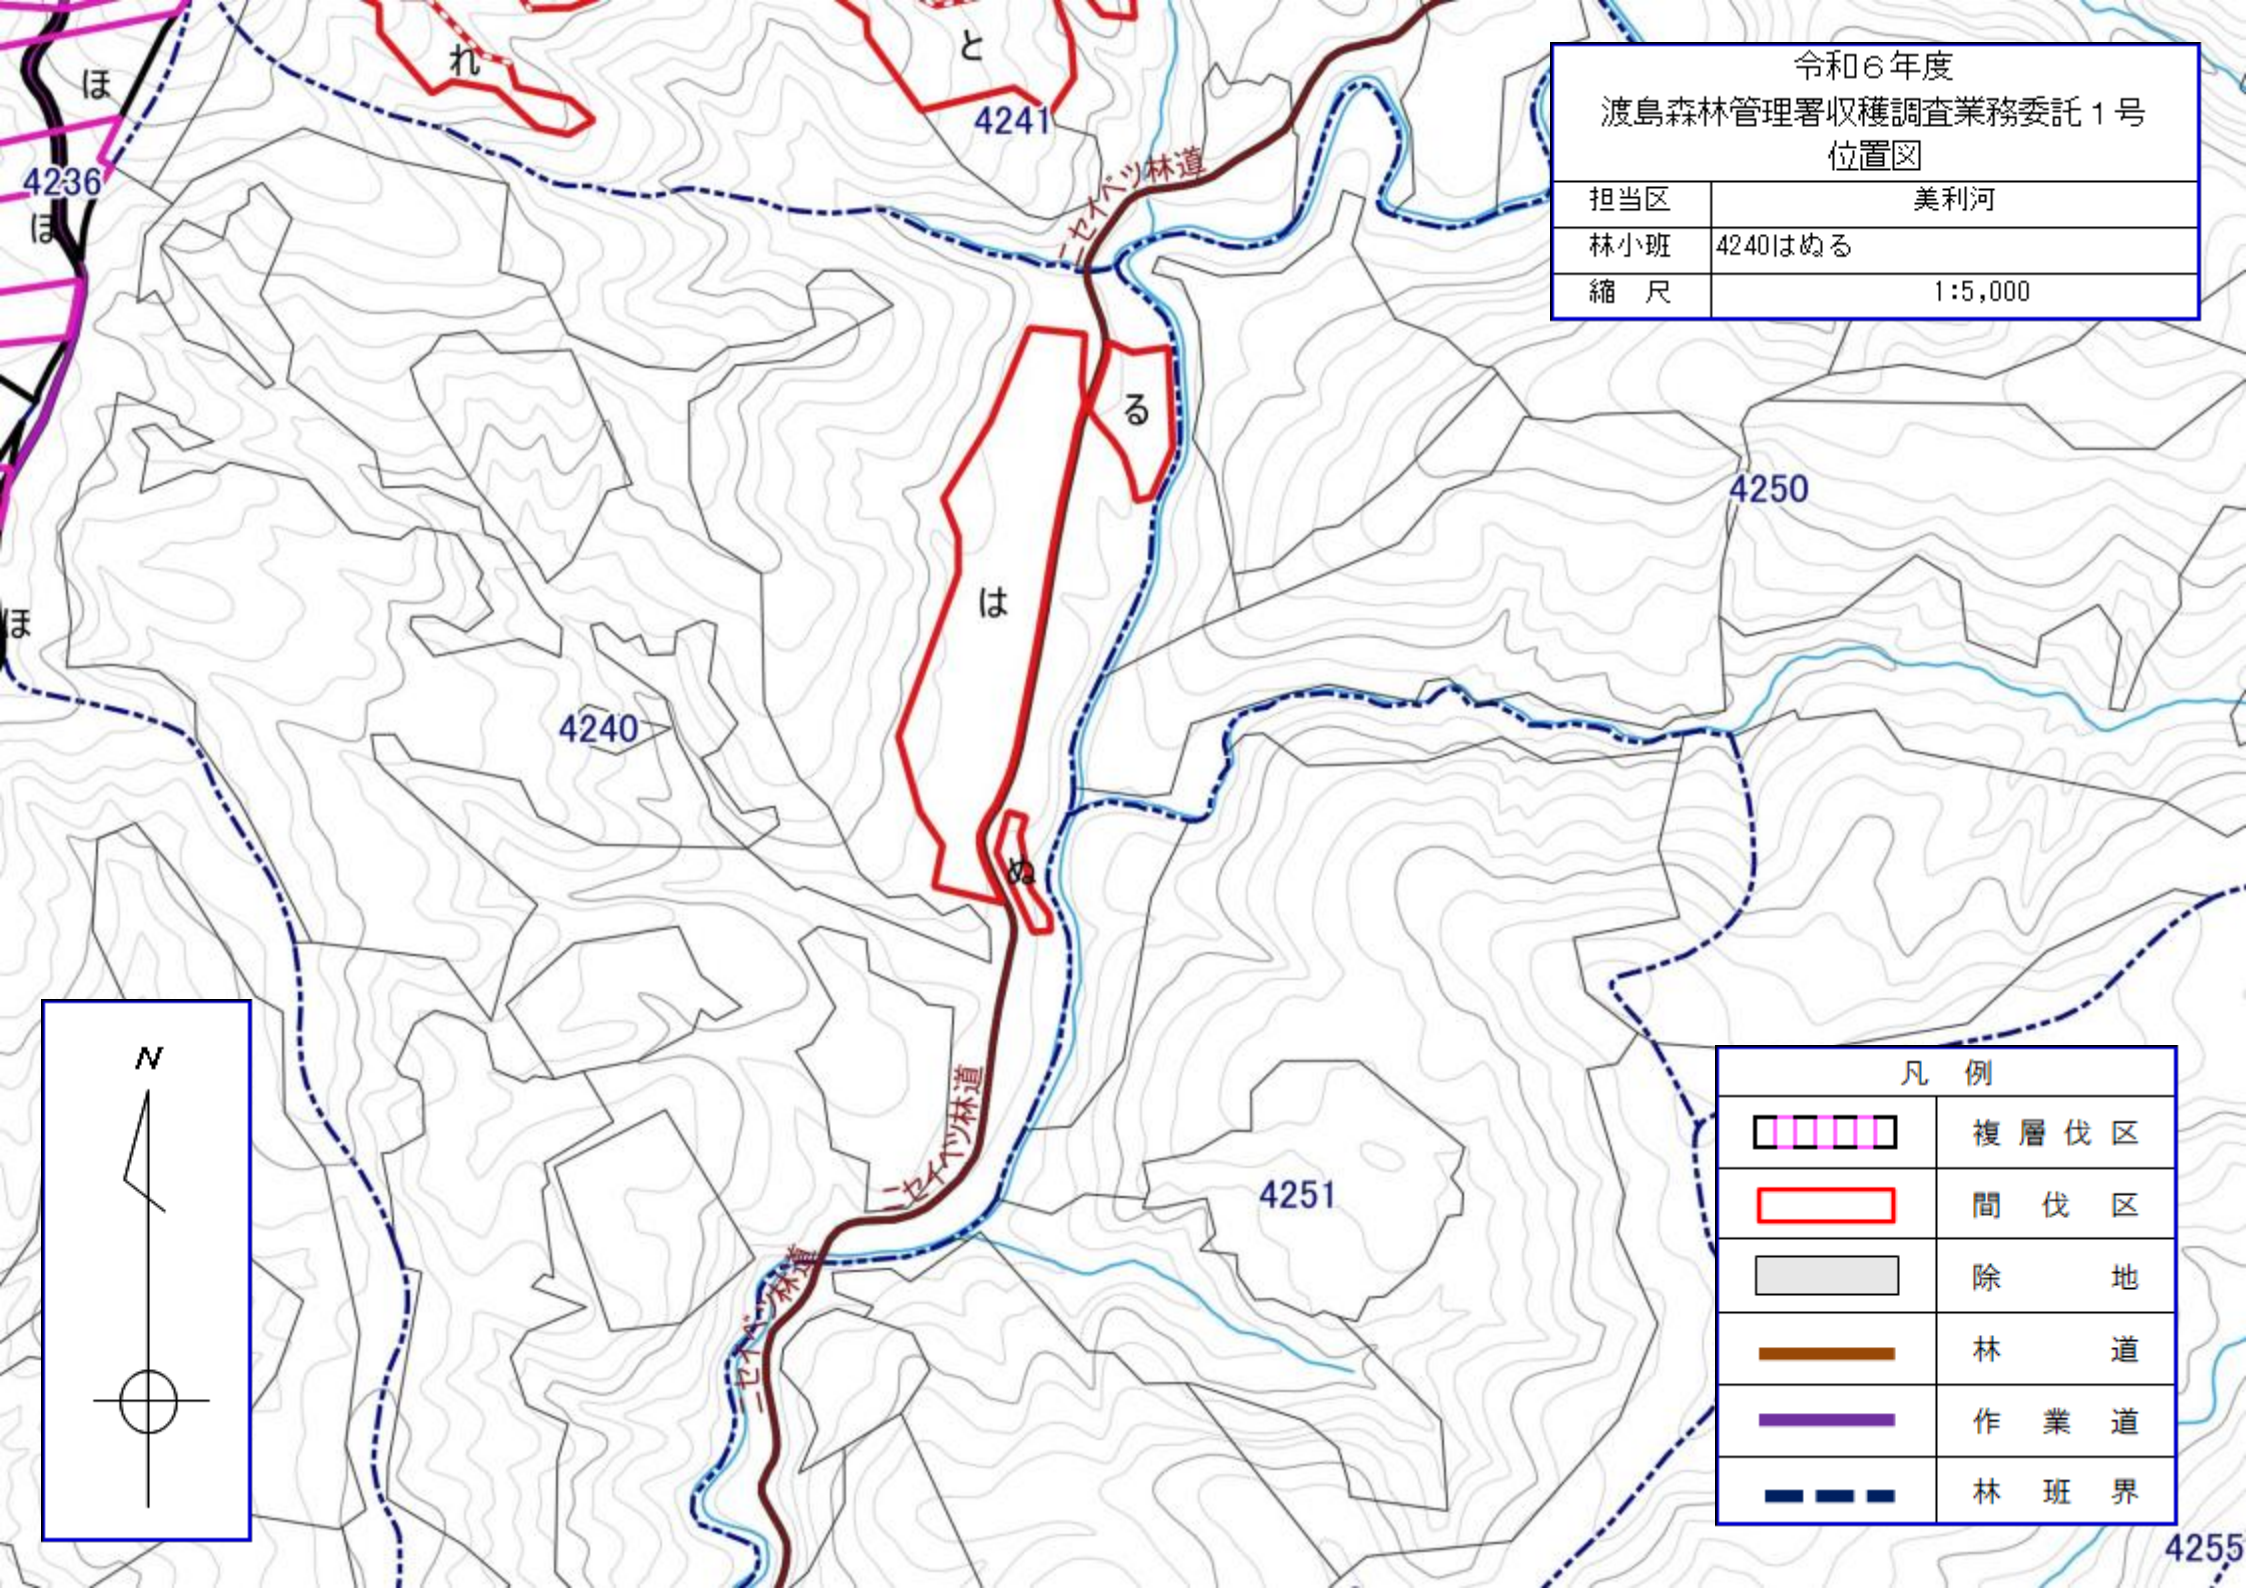 令和６年度
渡島森林管理署収穫調査業務委託１号
位置図
担当区 美利河
林小班 4240はぬる
縮 尺 1:5,000
れ
と
ほ
4241
4236
ほ
ニセイベツ林道
る
4250
は
ほ
4240
ぬ
N
ニセイベツ林道
4251
ニセイベツ林道
凡 例
複層伐区
間伐区
除地
林道
作業道
林班界
4255